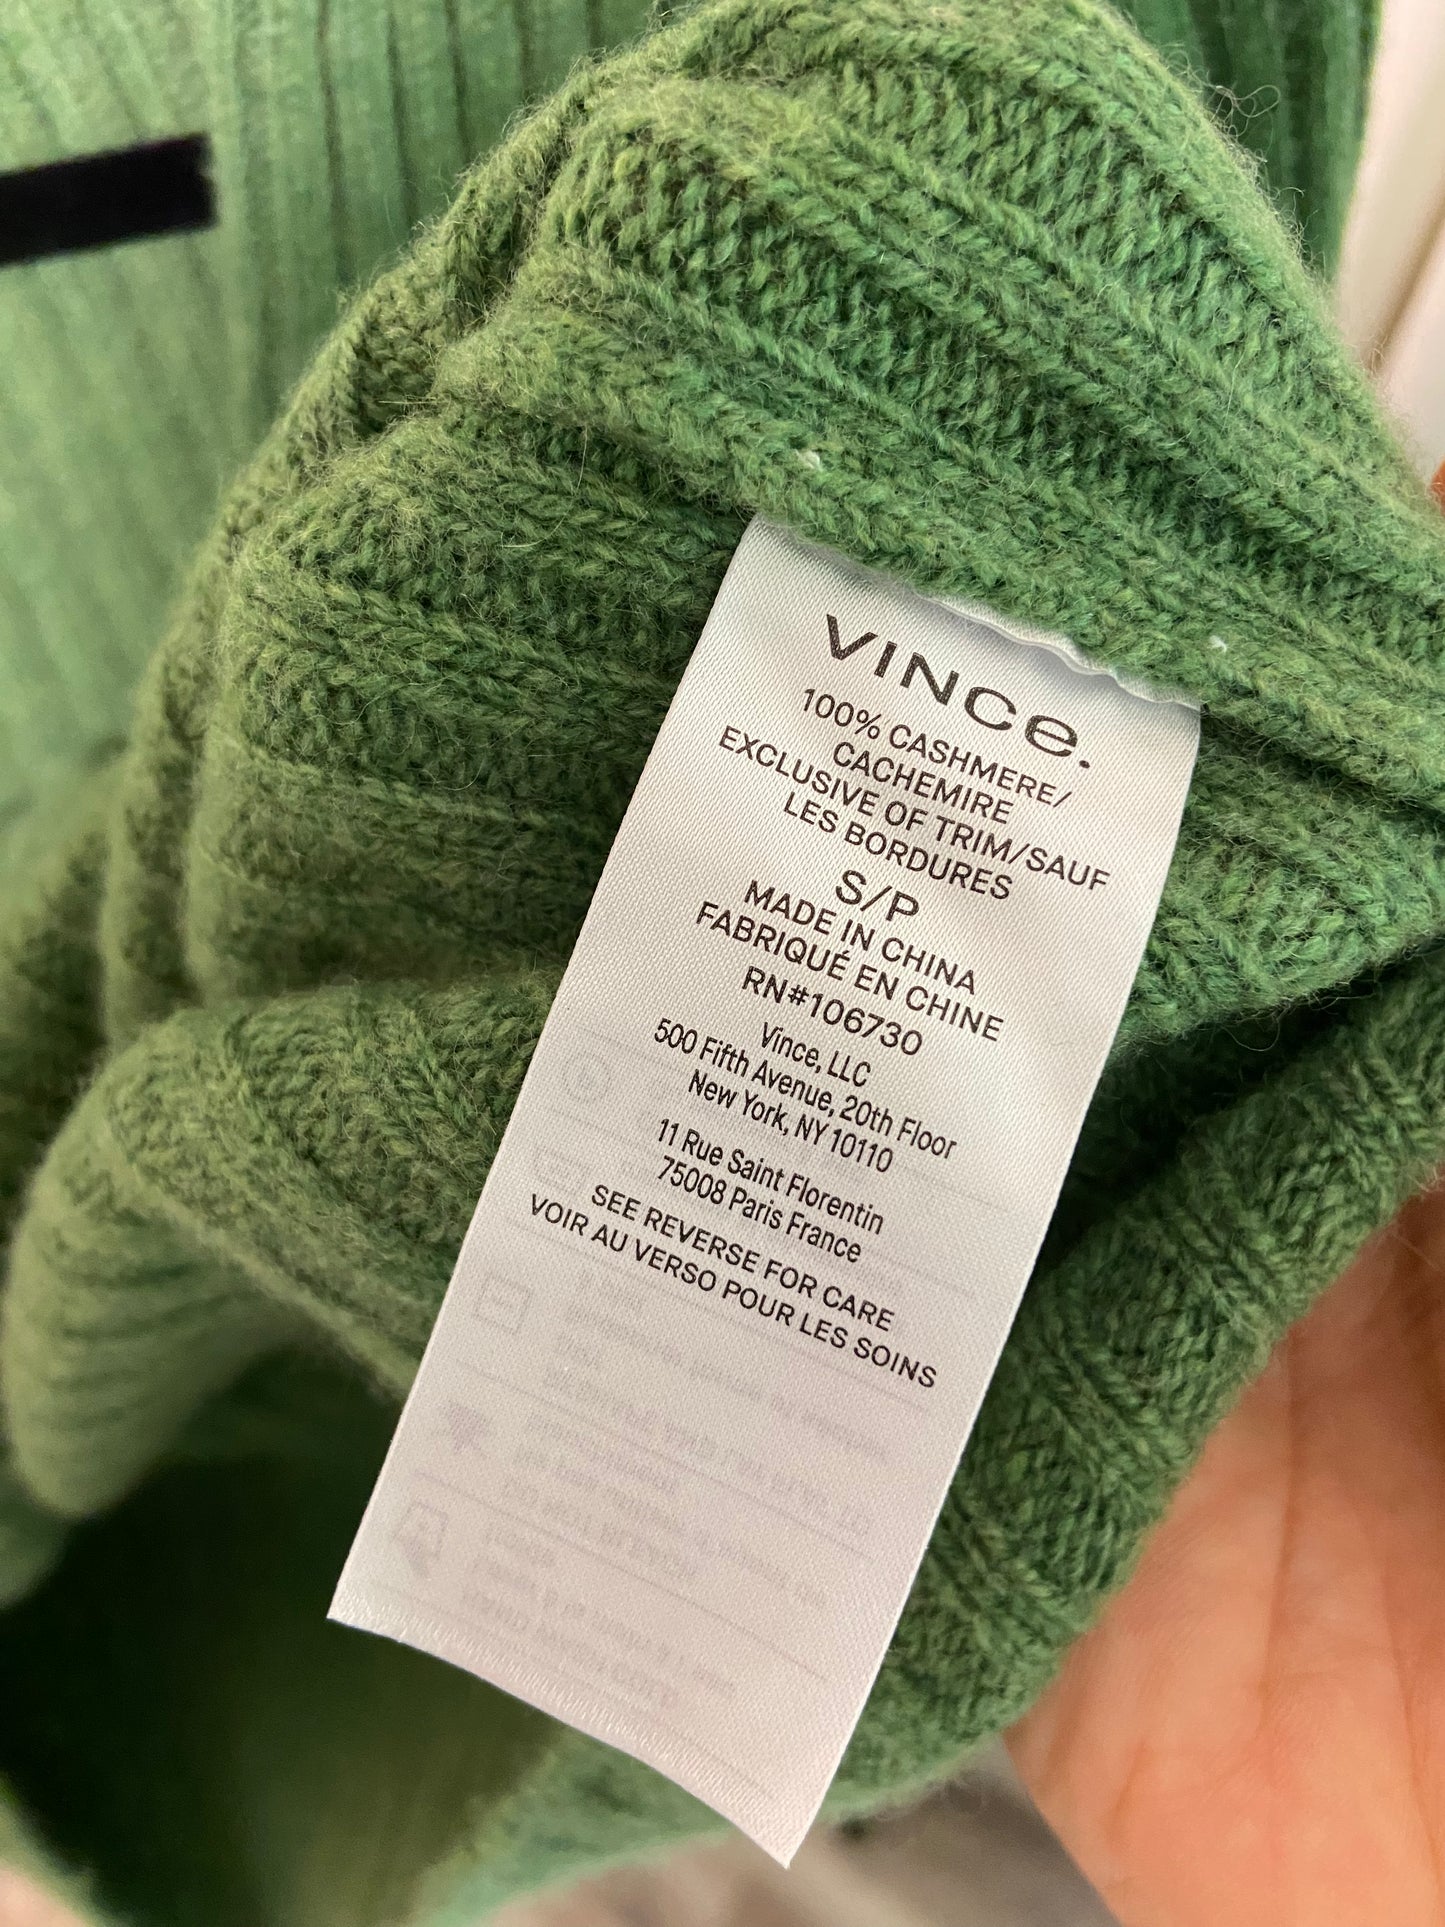 VINCe.
100% CASHMERE/
CACHEMIRE
EXCLUSIVE OF TRIM/SAUF
LES BORDURES
S/P
MADE IN CHINA
FABRIQUÉ EN CHINE
RN#106730
Vince, LLC
500 Fifth Avenue, 20th Floor
New York, NY 10110
11 Rue Saint Florentin
75008 Paris France
SEE REVERSE FOR CARE
VOIR AU VERSO POUR LES SOINS